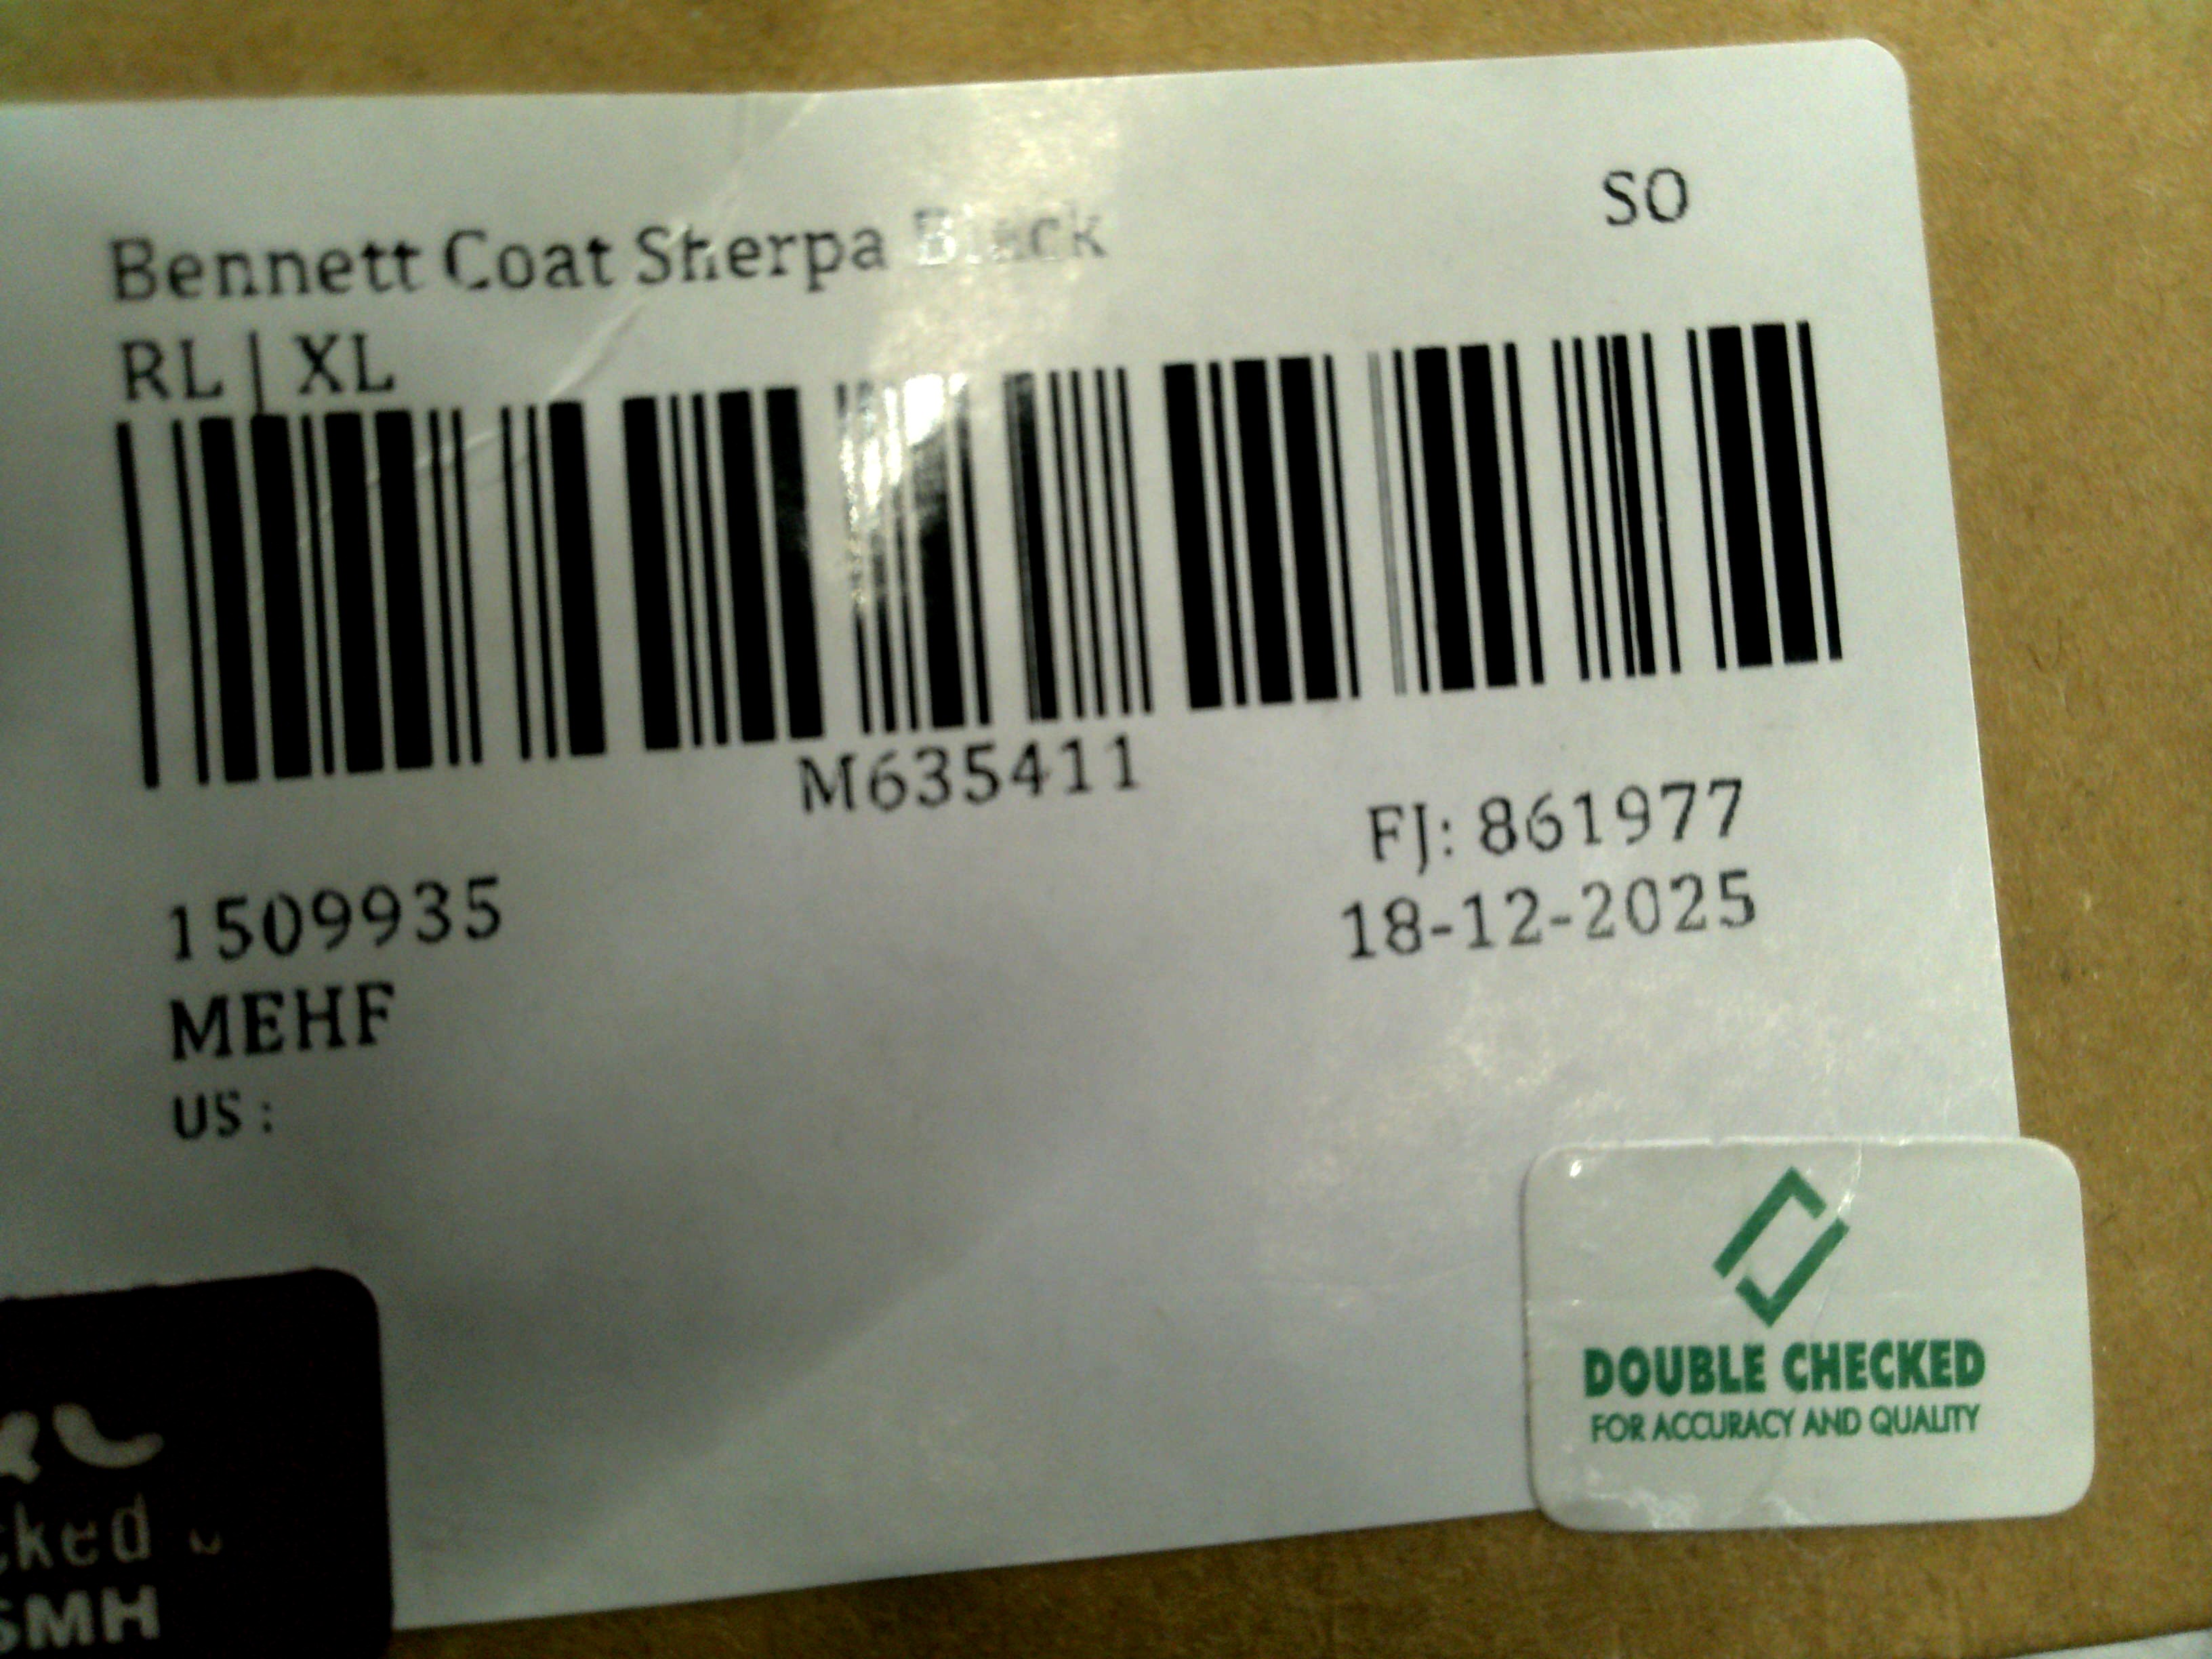 Bennett Coat Sherpa Black
SO
RL | XL
M635411
FJ: 861977
18-12-2025
1509935
MEHF
US :
DOUBLE CHECKED
FOR ACCURACY AND QUALITY
cked
SMH